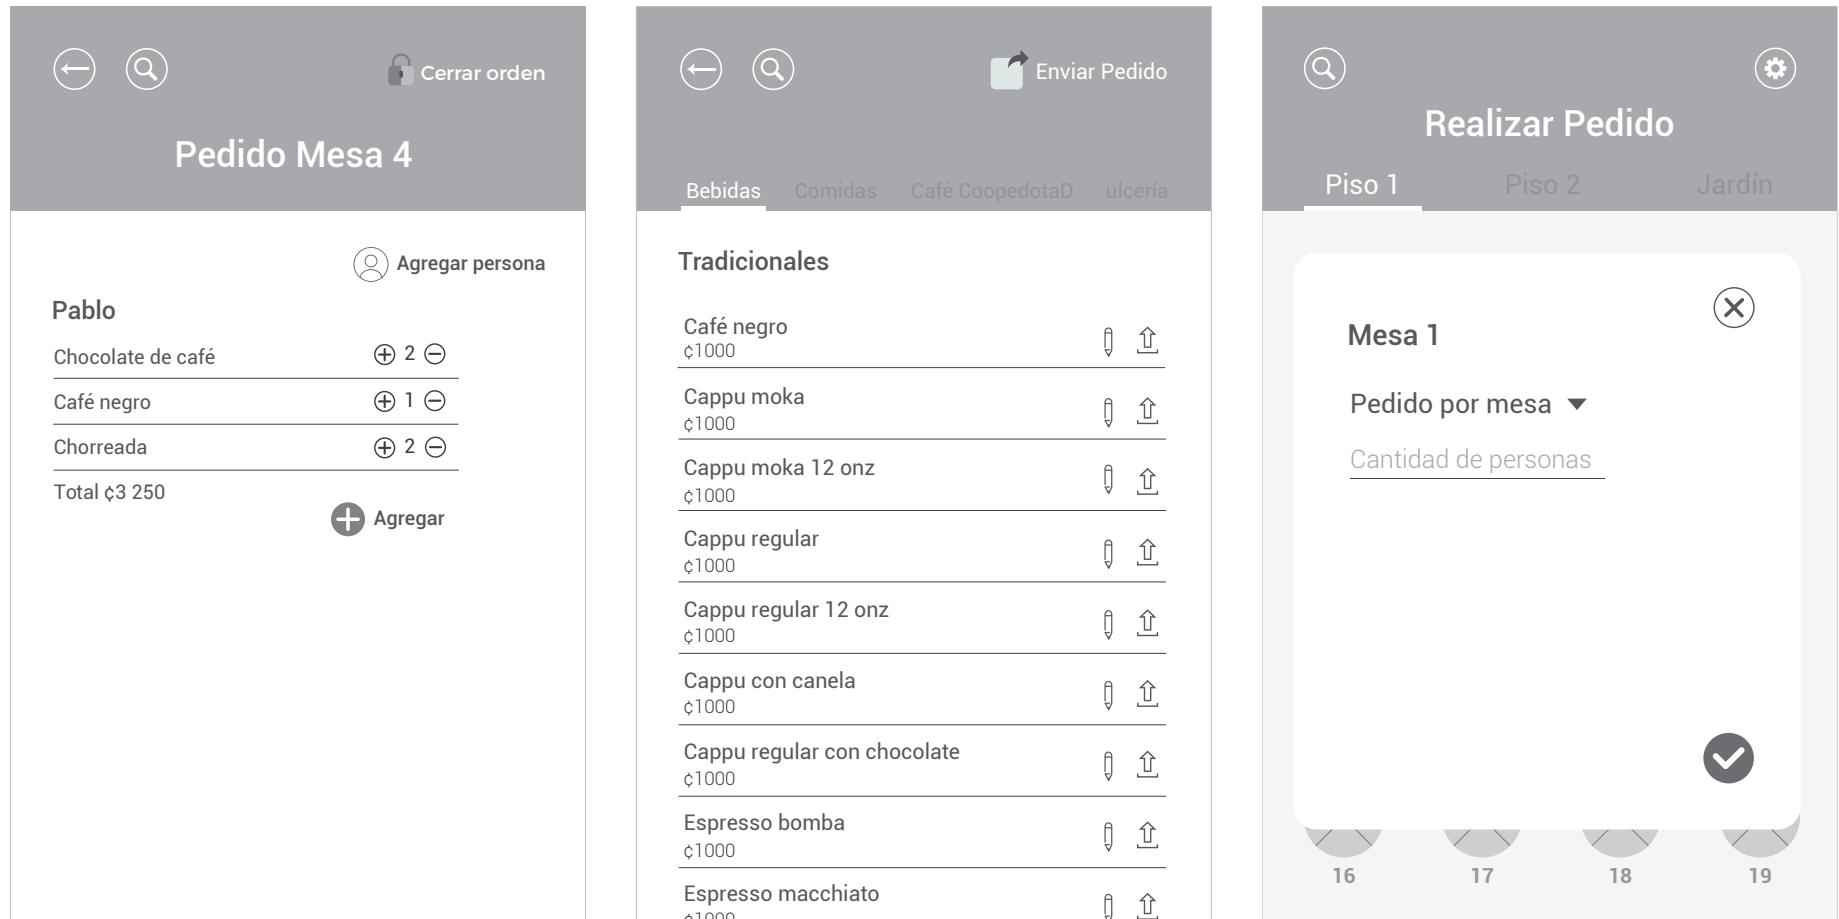 Cerrar orden
Pedido Mesa 4
Agregar persona
Pablo
Chocolate de café 2
Café negro 1
Chorreada 2
Total ¢3 250
Agregar
Enviar Pedido
Bebidas Comidas Café CoopedotaD ulcería
Tradicionales
Café negro
¢1000
Cappu moka
¢1000
Cappu moka 12 onz
¢1000
Cappu regular
¢1000
Cappu regular 12 onz
¢1000
Cappu con canela
¢1000
Cappu regular con chocolate
¢1000
Espresso bomba
¢1000
Espresso macchiato
¢1000
Realizar Pedido
Piso 1 Piso 2 Jardín
Mesa 1
Pedido por mesa
Cantidad de personas
16 17 18 19